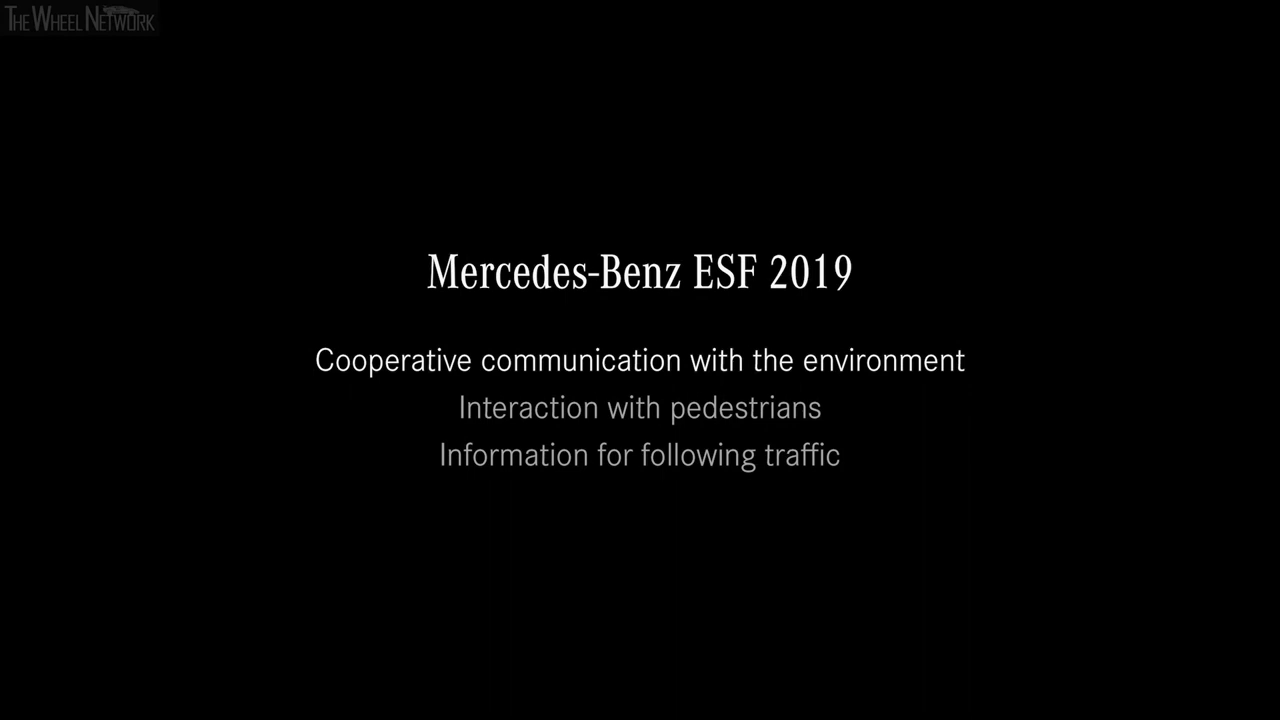 THE WHEEL NETWORK
Mercedes-Benz ESF 2019
Cooperative communication with the environment
Interaction with pedestrians
Information for following traffic